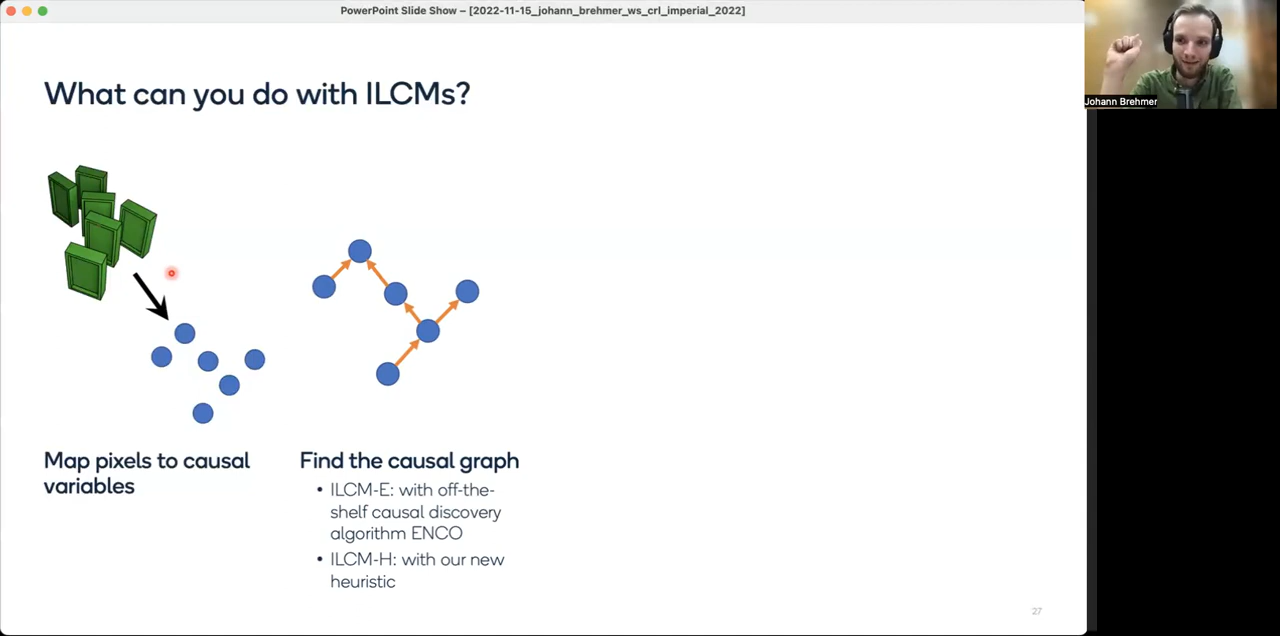 PowerPoint Slide Show – [2022-11-15_johann_brehmer_ws_crl_imperial_2022]
Johann Brehmer
What can you do with ILCMs?
Map pixels to causal
variables
Find the causal graph
• ILCM-E: with off-the-
shelf causal discovery
algorithm ENCO
• ILCM-H: with our new
heuristic
27